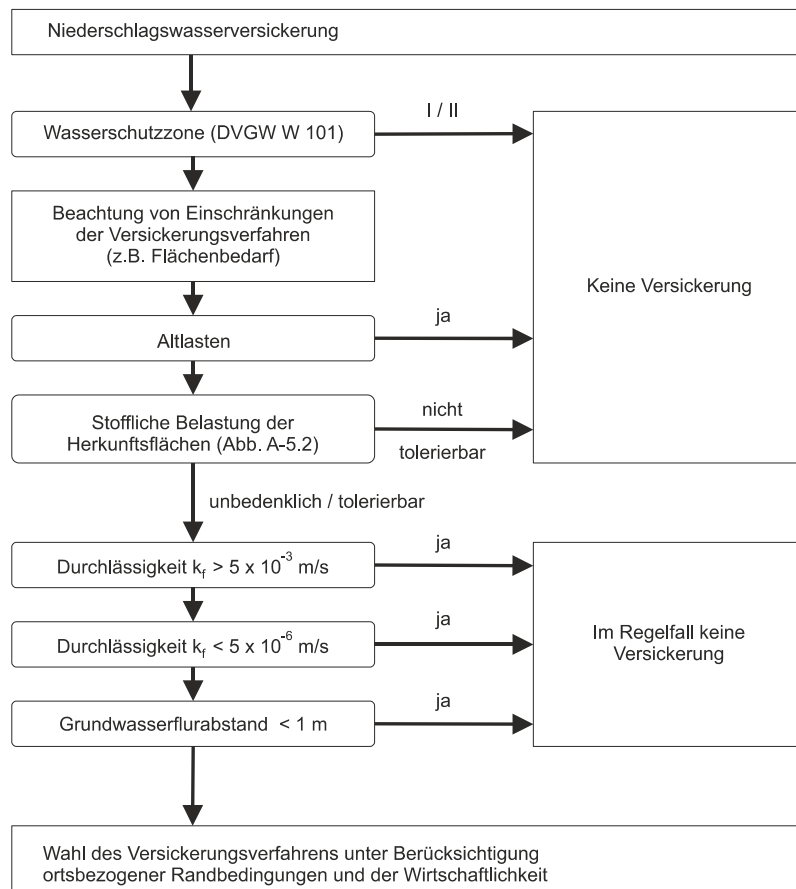 Niederschlagswasserversickerung
Wasserschutzzone (DVGW W 101)
I / II
Beachtung von Einschränkungen
der Versickerungsverfahren
(z.B. Flächenbedarf)
Keine Versickerung
Altlasten
ja
Stoffliche Belastung der
Herkunftsflächen (Abb. A-5.2)
nicht
tolerierbar
unbedenklich / tolerierbar
Durchlässigkeit k_f > 5 x 10^-3 m/s
ja
Durchlässigkeit k_f < 5 x 10^-6 m/s
ja
Im Regelfall keine
Versickerung
Grundwasserflurabstand < 1 m
ja
Wahl des Versickerungsverfahrens unter Berücksichtigung
ortsbezogener Randbedingungen und der Wirtschaftlichkeit